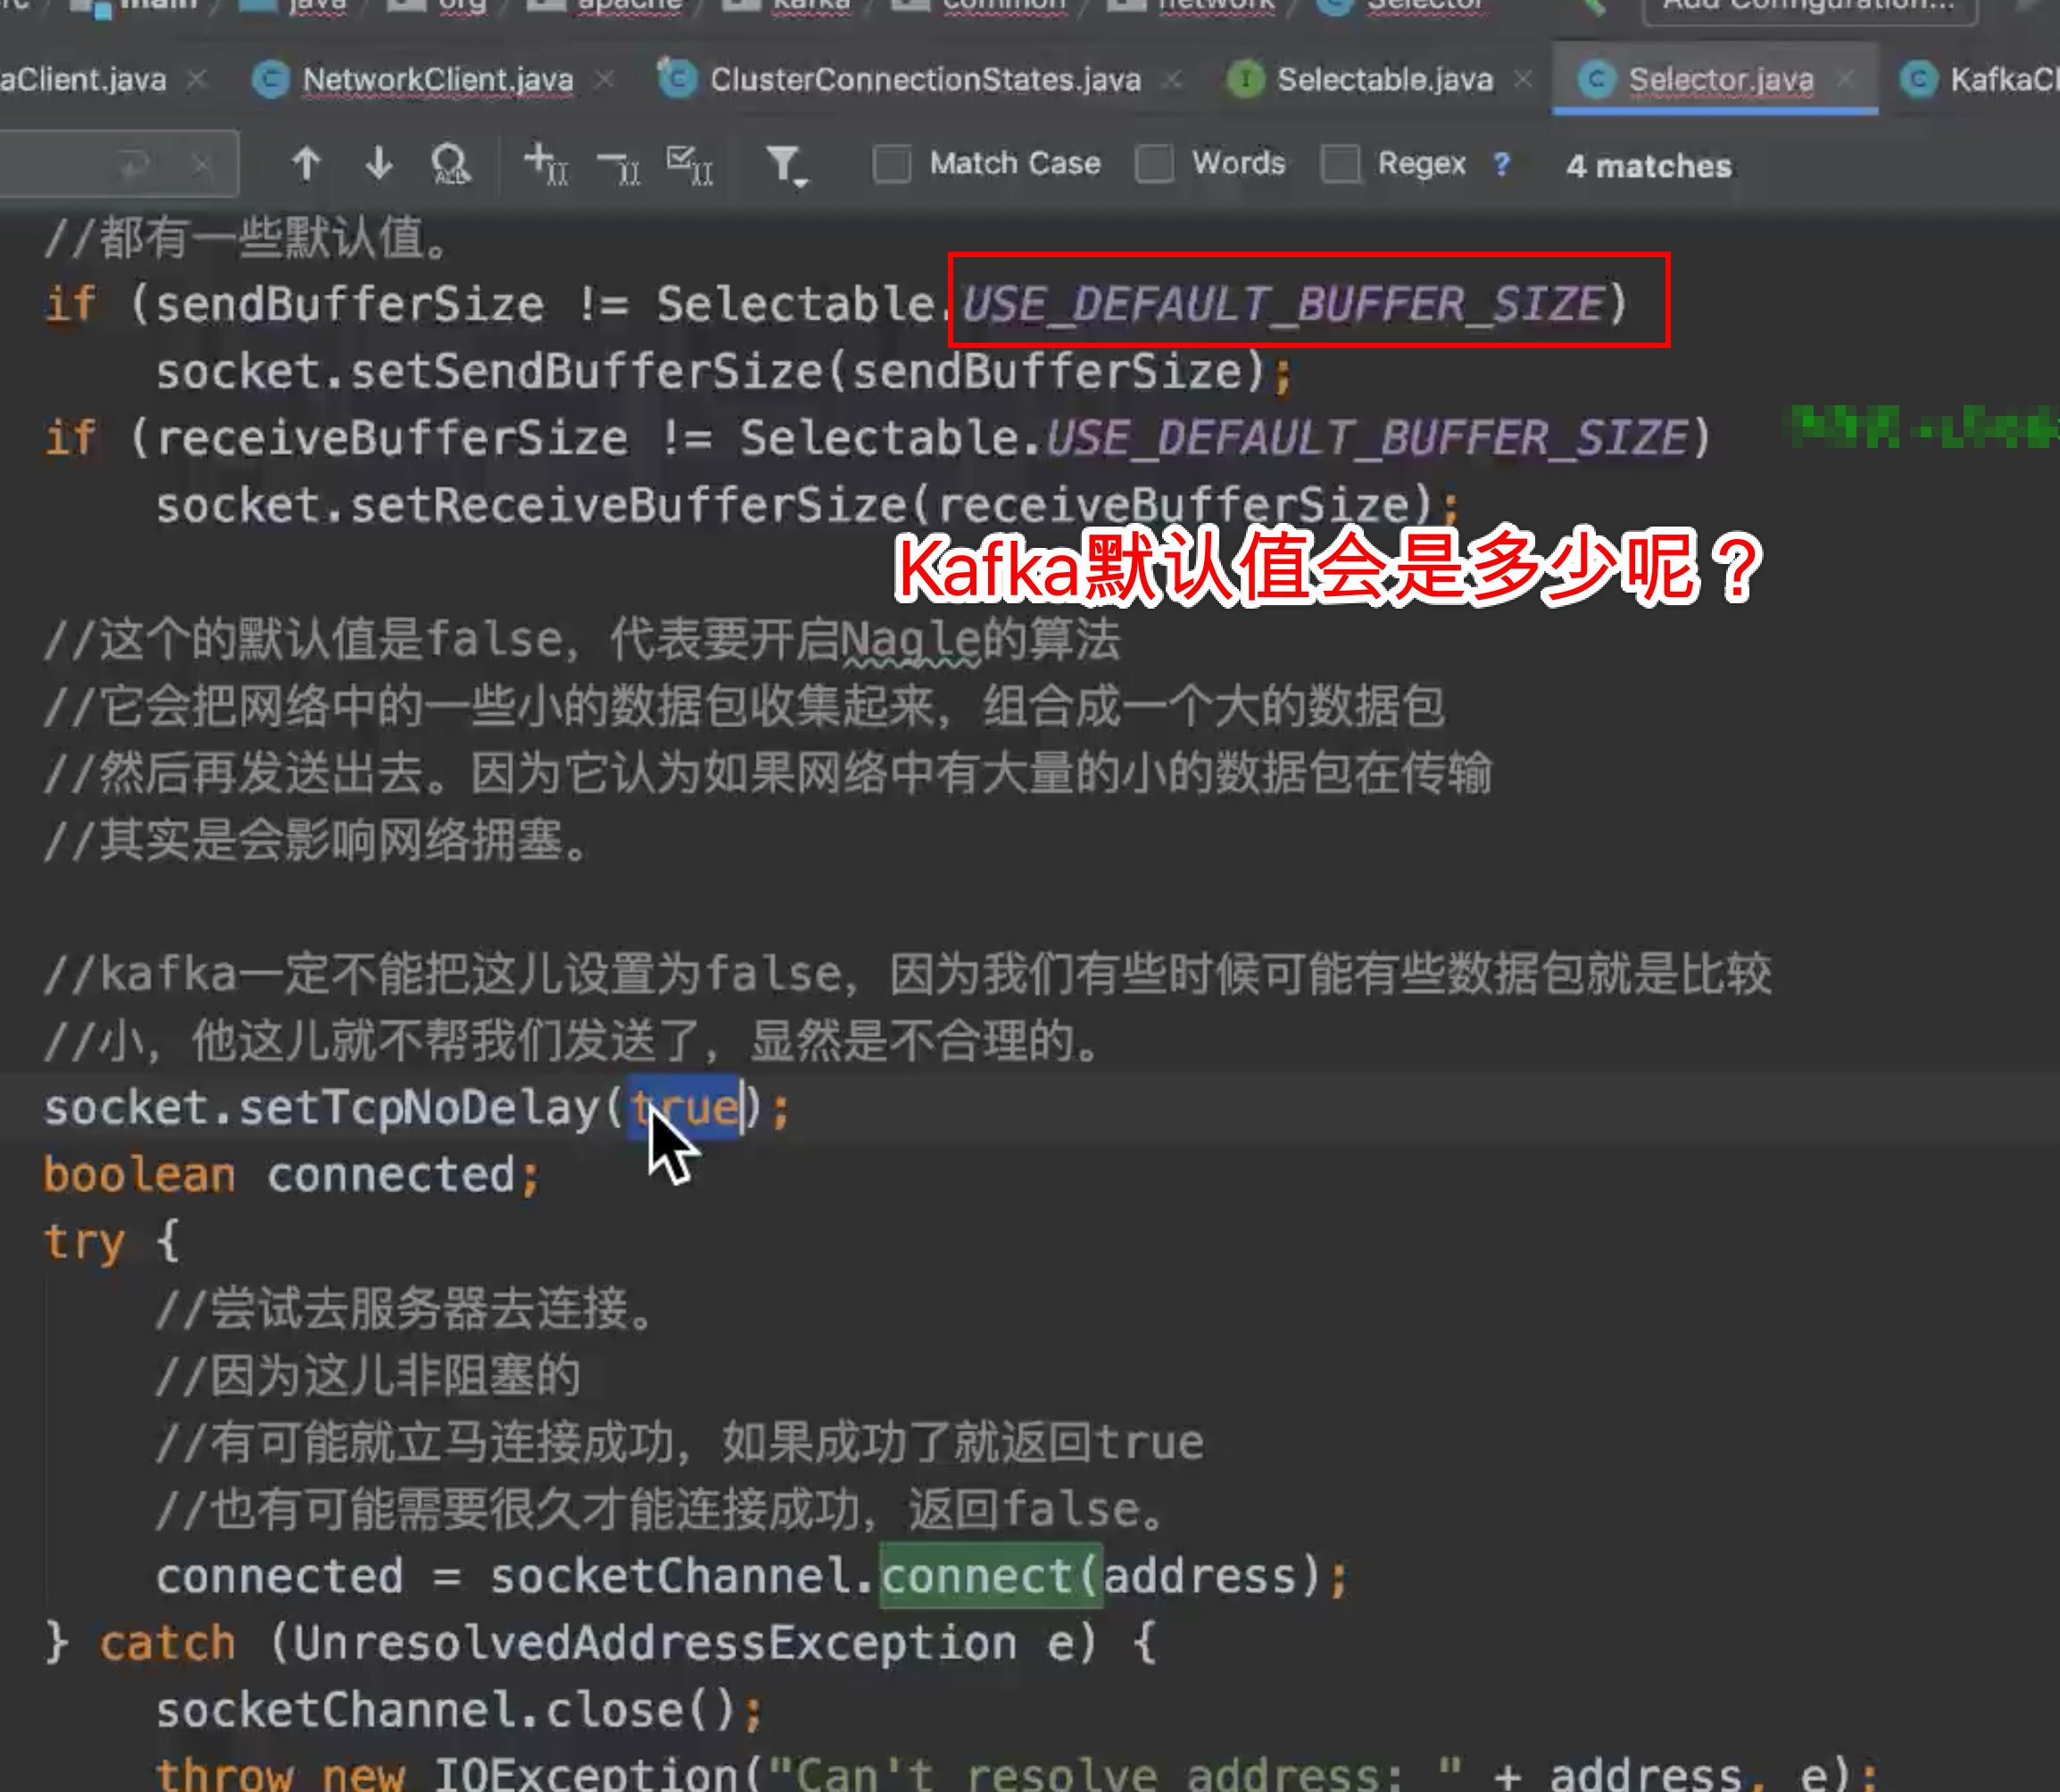 main java org apache kafka common network Selector Add Configuration...
aClient.java NetworkClient.java ClusterConnectionStates.java Selectable.java Selector.java KafkaCl
ALL Match Case Words Regex ? 4 matches
//都有一些默认值。
if (sendBufferSize != Selectable.USE_DEFAULT_BUFFER_SIZE)
socket.setSendBufferSize(sendBufferSize);
if (receiveBufferSize != Selectable.USE_DEFAULT_BUFFER_SIZE)
socket.setReceiveBufferSize(receiveBufferSize);
Kafka默认值会是多少呢？
//这个的默认值是false，代表要开启Nagle的算法
//它会把网络中的一些小的数据包收集起来，组合成一个大的数据包
//然后再发送出去。因为它认为如果网络中有大量的小的数据包在传输
//其实是会影响网络拥塞。
//kafka一定不能把这儿设置为false，因为我们有些时候可能有些数据包就是比较
//小，他这儿就不帮我们发送了，显然是不合理的。
socket.setTcpNoDelay(true);
boolean connected;
try {
//尝试去服务器去连接。
//因为这儿非阻塞的
//有可能就立马连接成功，如果成功了就返回true
//也有可能需要很久才能连接成功，返回false。
connected = socketChannel.connect(address);
} catch (UnresolvedAddressException e) {
socketChannel.close();
throw new IOException("Can't resolve address: " + address, e);